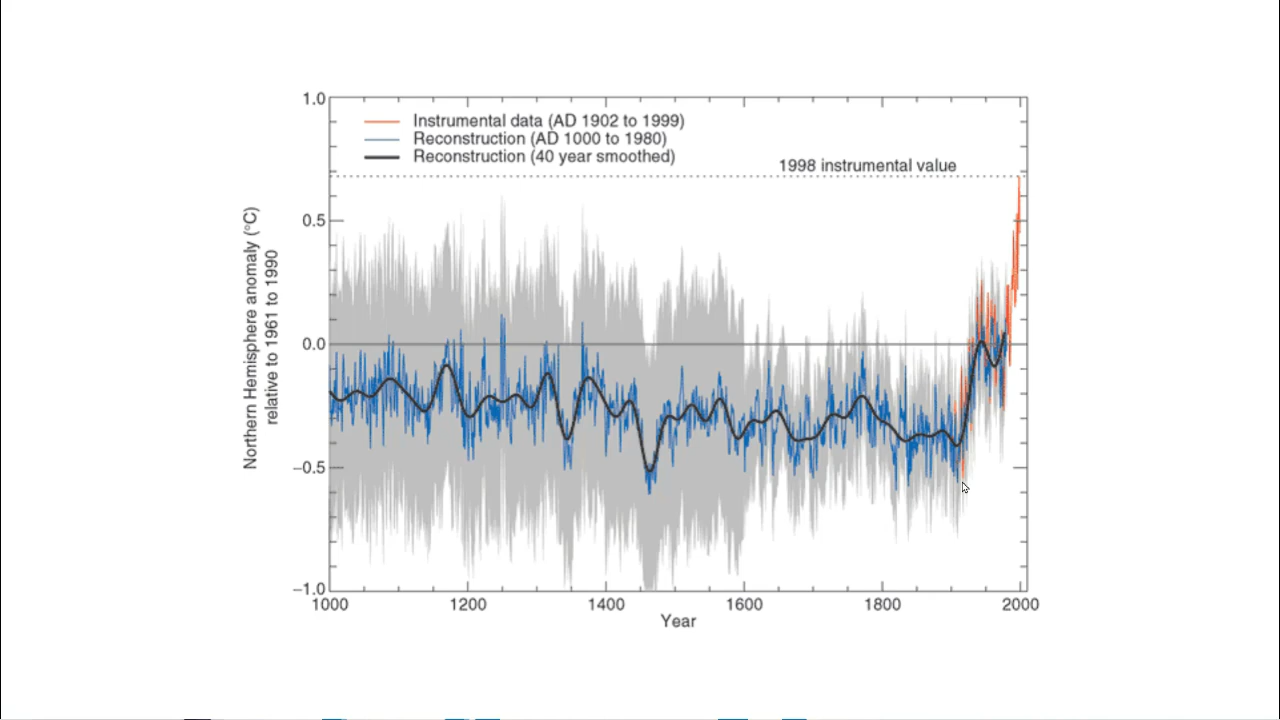 1.0
Instrumental data (AD 1902 to 1999)
Reconstruction (AD 1000 to 1980)
Reconstruction (40 year smoothed)
1998 instrumental value
0.5
0.0
−0.5
−1.0
Northern Hemisphere anomaly (°C)
relative to 1961 to 1990
1000 1200 1400 1600 1800 2000
Year